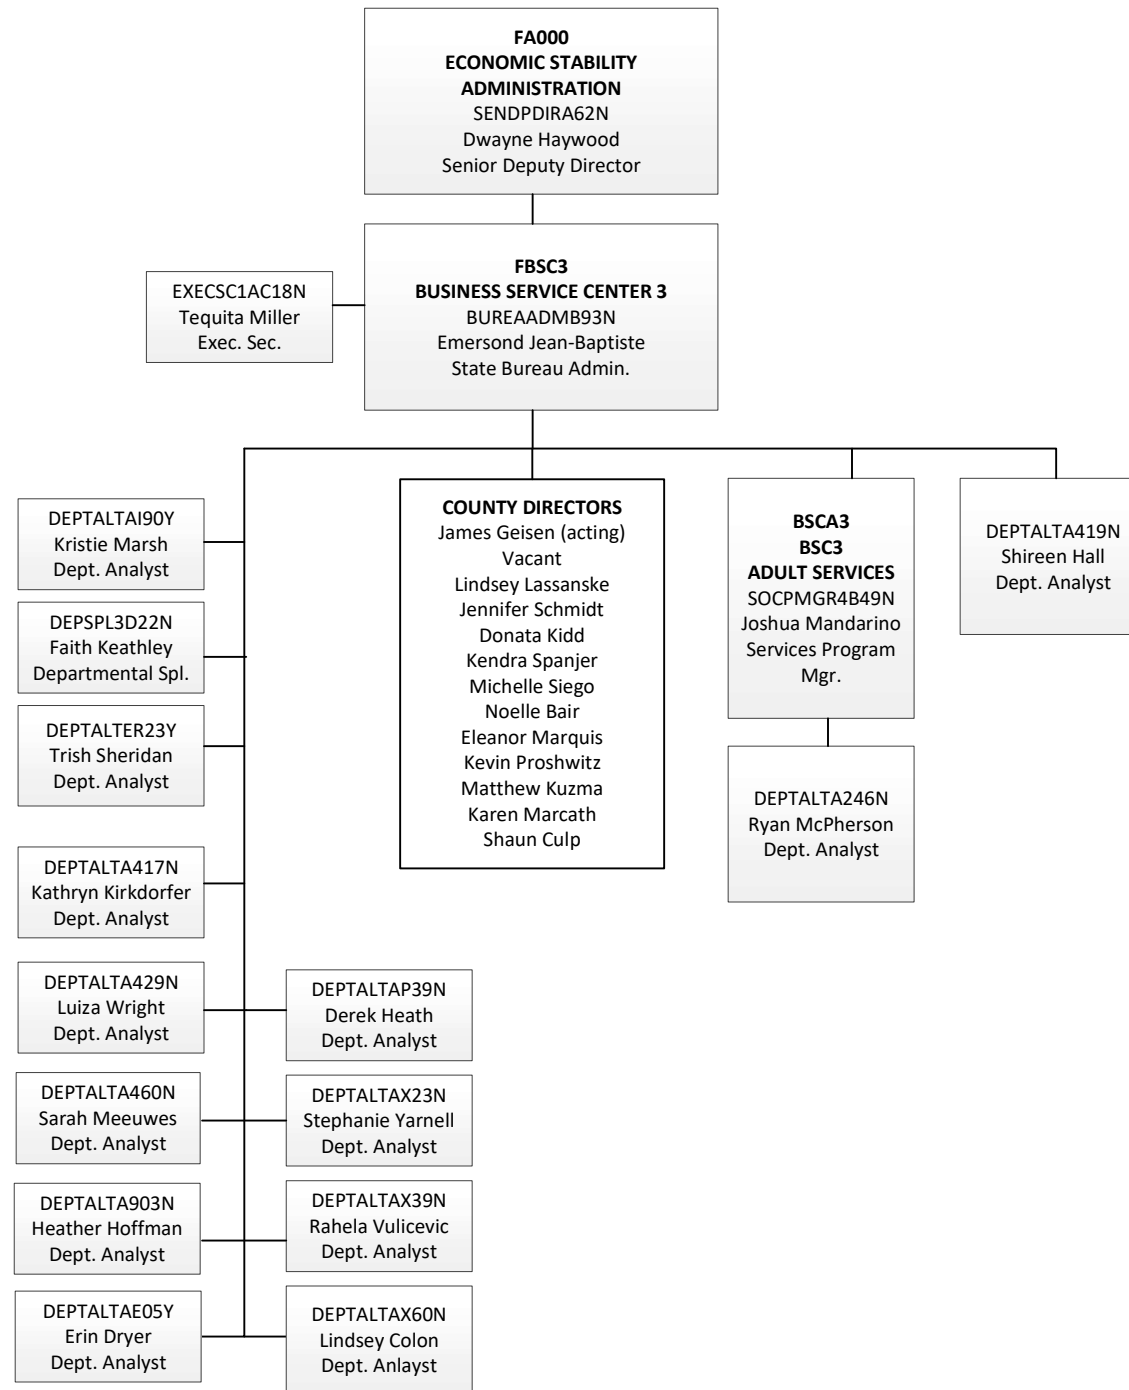 FA000
ECONOMIC STABILITY
ADMINISTRATION
SENDPDIRA62N
Dwayne Haywood
Senior Deputy Director
FBSC3
BUSINESS SERVICE CENTER 3
BUREAADMB93N
Emersond Jean-Baptiste
State Bureau Admin.
EXECSC1AC18N
Tequita Miller
Exec. Sec.
DEPTALTAI90Y
Kristie Marsh
Dept. Analyst
DEPSPL3D22N
Faith Keathley
Departmental Spl.
DEPTALTER23Y
Trish Sheridan
Dept. Analyst
DEPTALTA417N
Kathryn Kirkdorfer
Dept. Analyst
DEPTALTA429N
Luiza Wright
Dept. Analyst
DEPTALTA460N
Sarah Meeuwes
Dept. Analyst
DEPTALTA903N
Heather Hoffman
Dept. Analyst
DEPTALTAE05Y
Erin Dryer
Dept. Analyst
DEPTALTAP39N
Derek Heath
Dept. Analyst
DEPTALTAX23N
Stephanie Yarnell
Dept. Analyst
DEPTALTAX39N
Rahela Vulicevic
Dept. Analyst
DEPTALTAX60N
Lindsey Colon
Dept. Anlayst
COUNTY DIRECTORS
James Geisen (acting)
Vacant
Lindsey Lassanske
Jennifer Schmidt
Donata Kidd
Kendra Spanjer
Michelle Siego
Noelle Bair
Eleanor Marquis
Kevin Proshwitz
Matthew Kuzma
Karen Marcath
Shaun Culp
BSCA3
BSC3
ADULT SERVICES
SOCPMGR4B49N
Joshua Mandarino
Services Program
Mgr.
DEPTALTA246N
Ryan McPherson
Dept. Analyst
DEPTALTA419N
Shireen Hall
Dept. Analyst